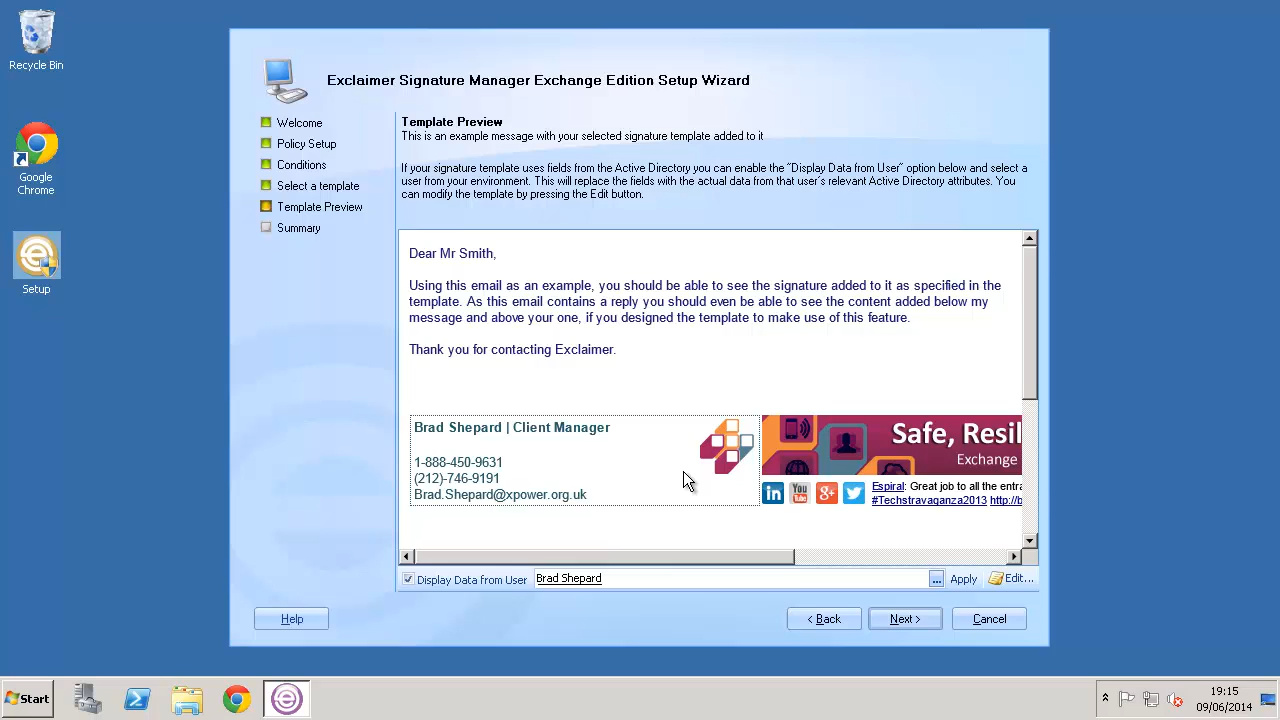 Recycle Bin
Google
Chrome
Setup
Exclaimer Signature Manager Exchange Edition Setup Wizard
Welcome
Policy Setup
Conditions
Select a template
Template Preview
Summary
Template Preview
This is an example message with your selected signature template added to it
If your signature template uses fields from the Active Directory you can enable the "Display Data from User" option below and select a
user from your environment. This will replace the fields with the actual data from that user's relevant Active Directory attributes. You
can modify the template by pressing the Edit button.
Dear Mr Smith,
Using this email as an example, you should be able to see the signature added to it as specified in the
template. As this email contains a reply you should even be able to see the content added below my
message and above your one, if you designed the template to make use of this feature.
Thank you for contacting Exclaimer.
Brad Shepard | Client Manager
1-888-450-9631
(212)-746-9191
Brad.Shepard@xpower.org.uk
Safe, Resil
Exchange
in You Tube g+
Espiral: Great job to all the entra
#Techstravaganza2013 http://b
Display Data from User
Brad Shepard
...
Apply
Edit...
Help
< Back
Next >
Cancel
Start
19:15
09/06/2014